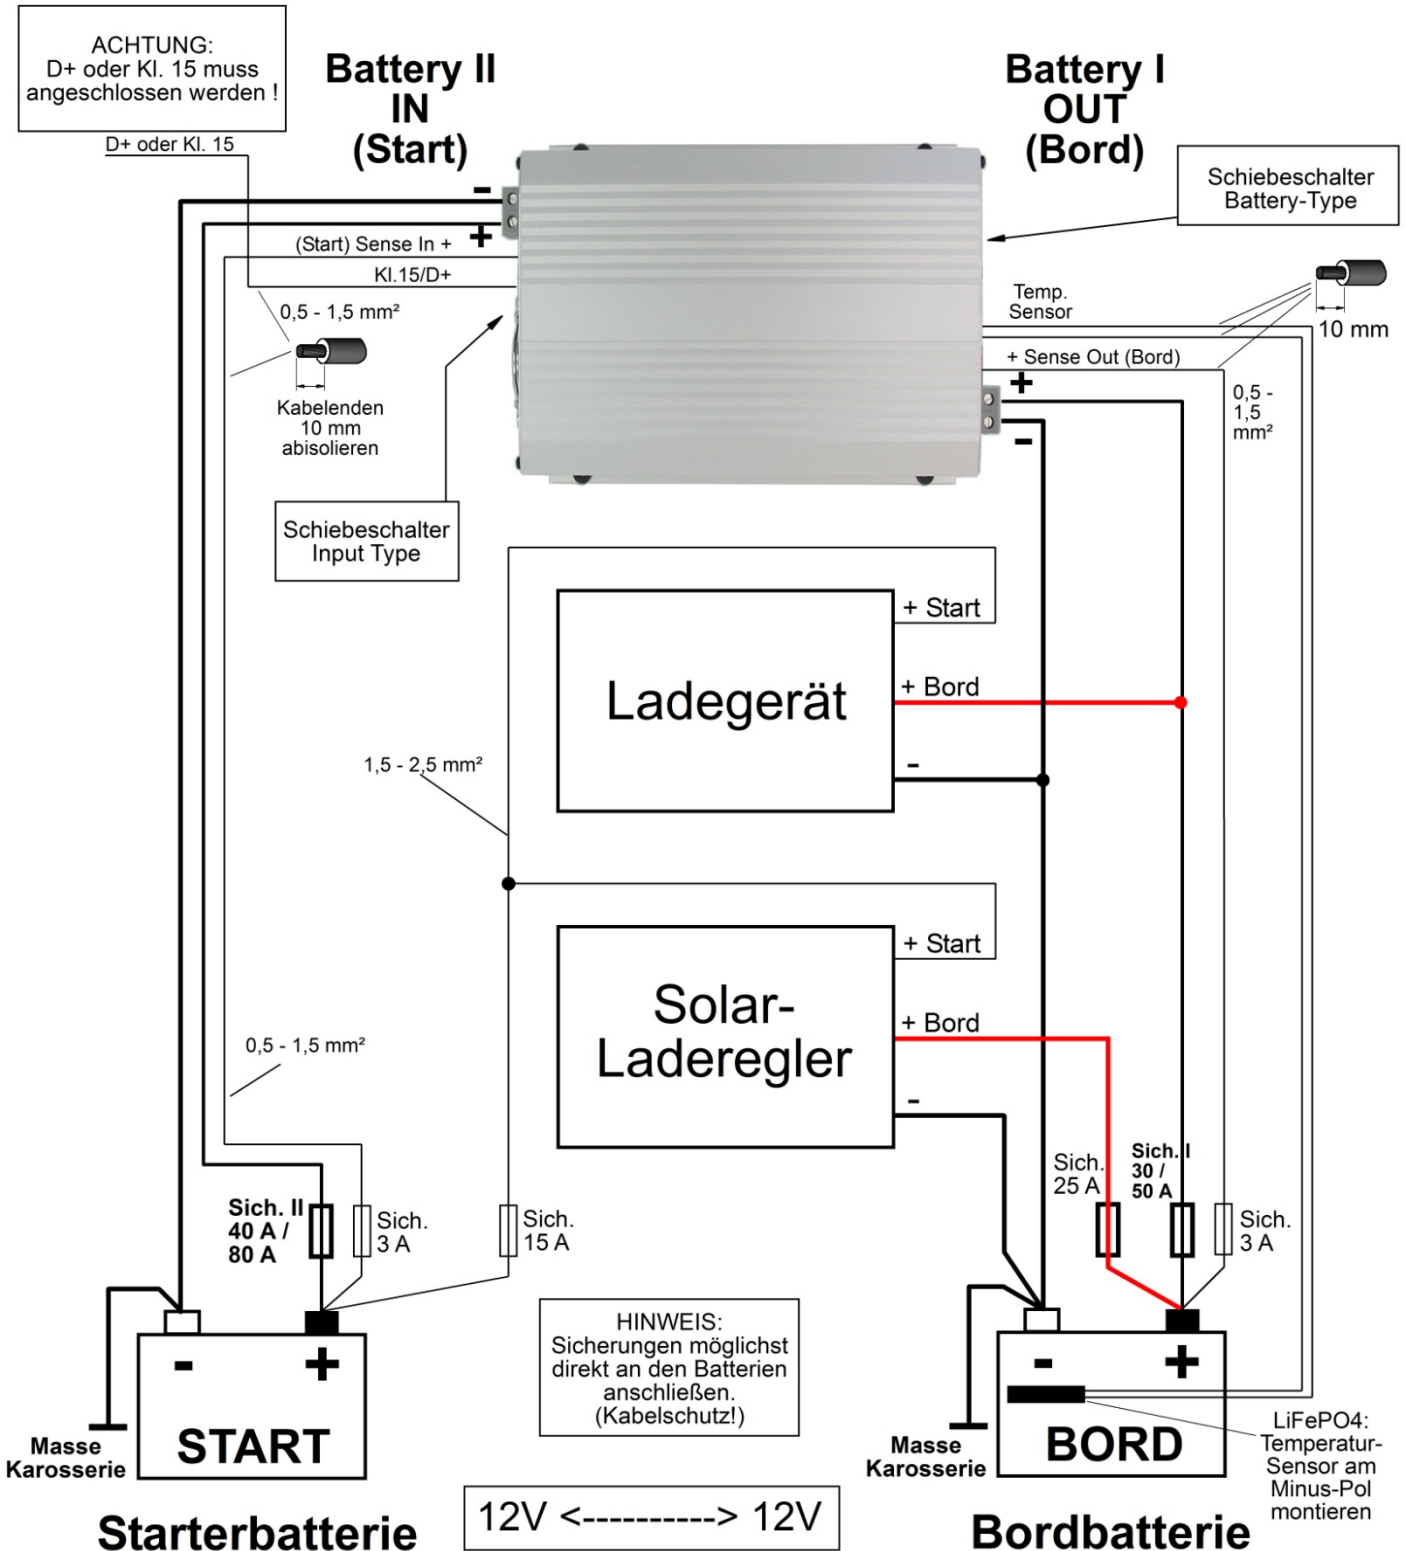 ACHTUNG:
D+ oder Kl. 15 muss
angeschlossen werden !
D+ oder Kl. 15
Battery II
IN
(Start)
Battery I
OUT
(Bord)
Schiebeschalter
Battery-Type
-
+
(Start) Sense In +
Kl.15/D+
0,5 - 1,5 mm²
Kabelenden
10 mm
abisolieren
Schiebeschalter
Input Type
Temp.
Sensor
10 mm
+ Sense Out (Bord)
+
-
0,5 -
1,5
mm²
+ Start
Ladegerät
+ Bord
-
1,5 - 2,5 mm²
+ Start
Solar-
Laderegler
+ Bord
-
0,5 - 1,5 mm²
Sich. II
40 A /
80 A
Sich.
3 A
Sich.
15 A
Sich.
25 A
Sich. I
30 /
50 A
Sich.
3 A
- +
START
Masse
Karosserie
Starterbatterie
HINWEIS:
Sicherungen möglichst
direkt an den Batterien
anschließen.
(Kabelschutz!)
12V <----------> 12V
- +
BORD
Masse
Karosserie
Bordbatterie
LiFePO4:
Temperatur-
Sensor am
Minus-Pol
montieren